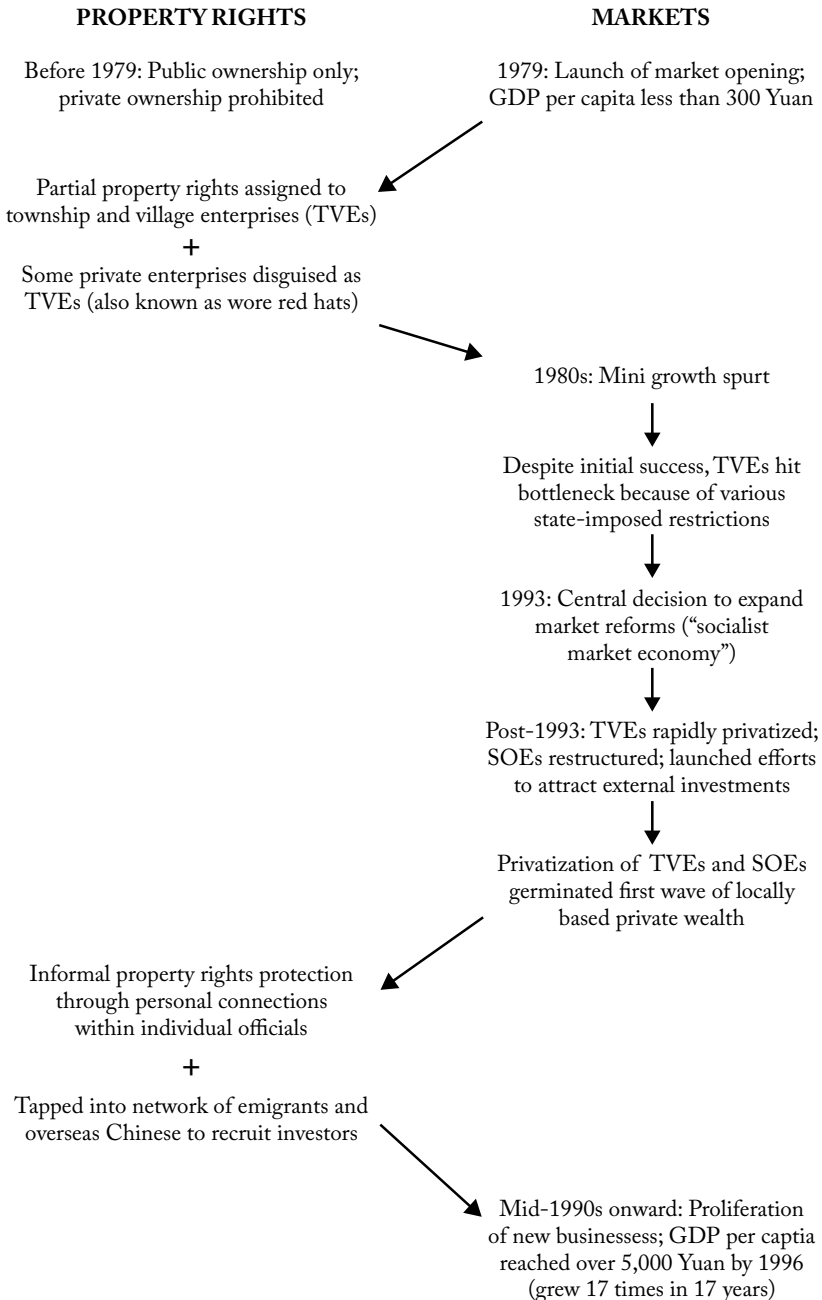 PROPERTY RIGHTS
MARKETS
Before 1979: Public ownership only;
private ownership prohibited
1979: Launch of market opening;
GDP per capita less than 300 Yuan
Partial property rights assigned to
township and village enterprises (TVEs)
+
Some private enterprises disguised as
TVEs (also known as wore red hats)
1980s: Mini growth spurt
Despite initial success, TVEs hit
bottleneck because of various
state-imposed restrictions
1993: Central decision to expand
market reforms (“socialist
market economy”)
Post-1993: TVEs rapidly privatized;
SOEs restructured; launched efforts
to attract external investments
Privatization of TVEs and SOEs
germinated first wave of locally
based private wealth
Informal property rights protection
through personal connections
within individual officials
+
Tapped into network of emigrants and
overseas Chinese to recruit investors
Mid-1990s onward: Proliferation
of new businessess; GDP per captia
reached over 5,000 Yuan by 1996
(grew 17 times in 17 years)